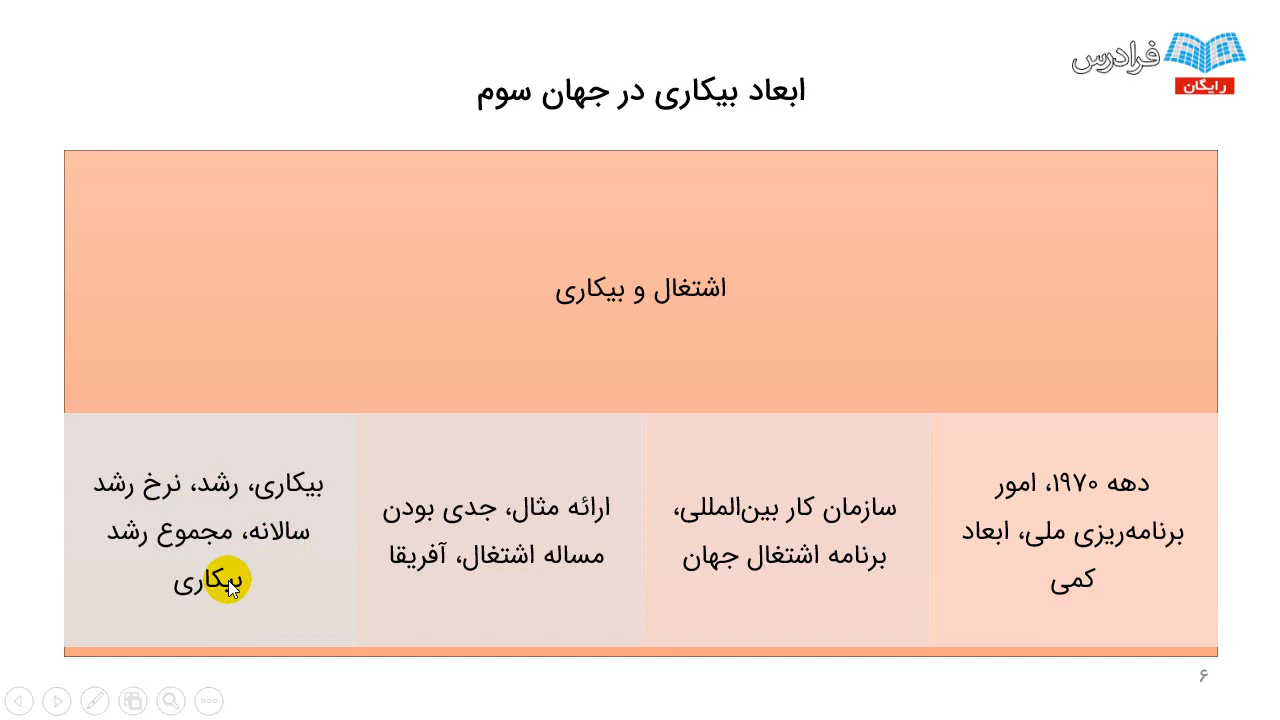 فرادرس
رایگان
ابعاد بیکاری در جهان سوم
اشتغال و بیکاری
دهه ۱۹۷۰، امور
برنامه‌ریزی ملی، ابعاد
کمی
سازمان کار بین‌المللی،
برنامه اشتغال جهان
ارائه مثال، جدی بودن
مساله اشتغال، آفریقا
بیکاری، رشد، نرخ رشد
سالانه، مجموع رشد
بیکاری
۶